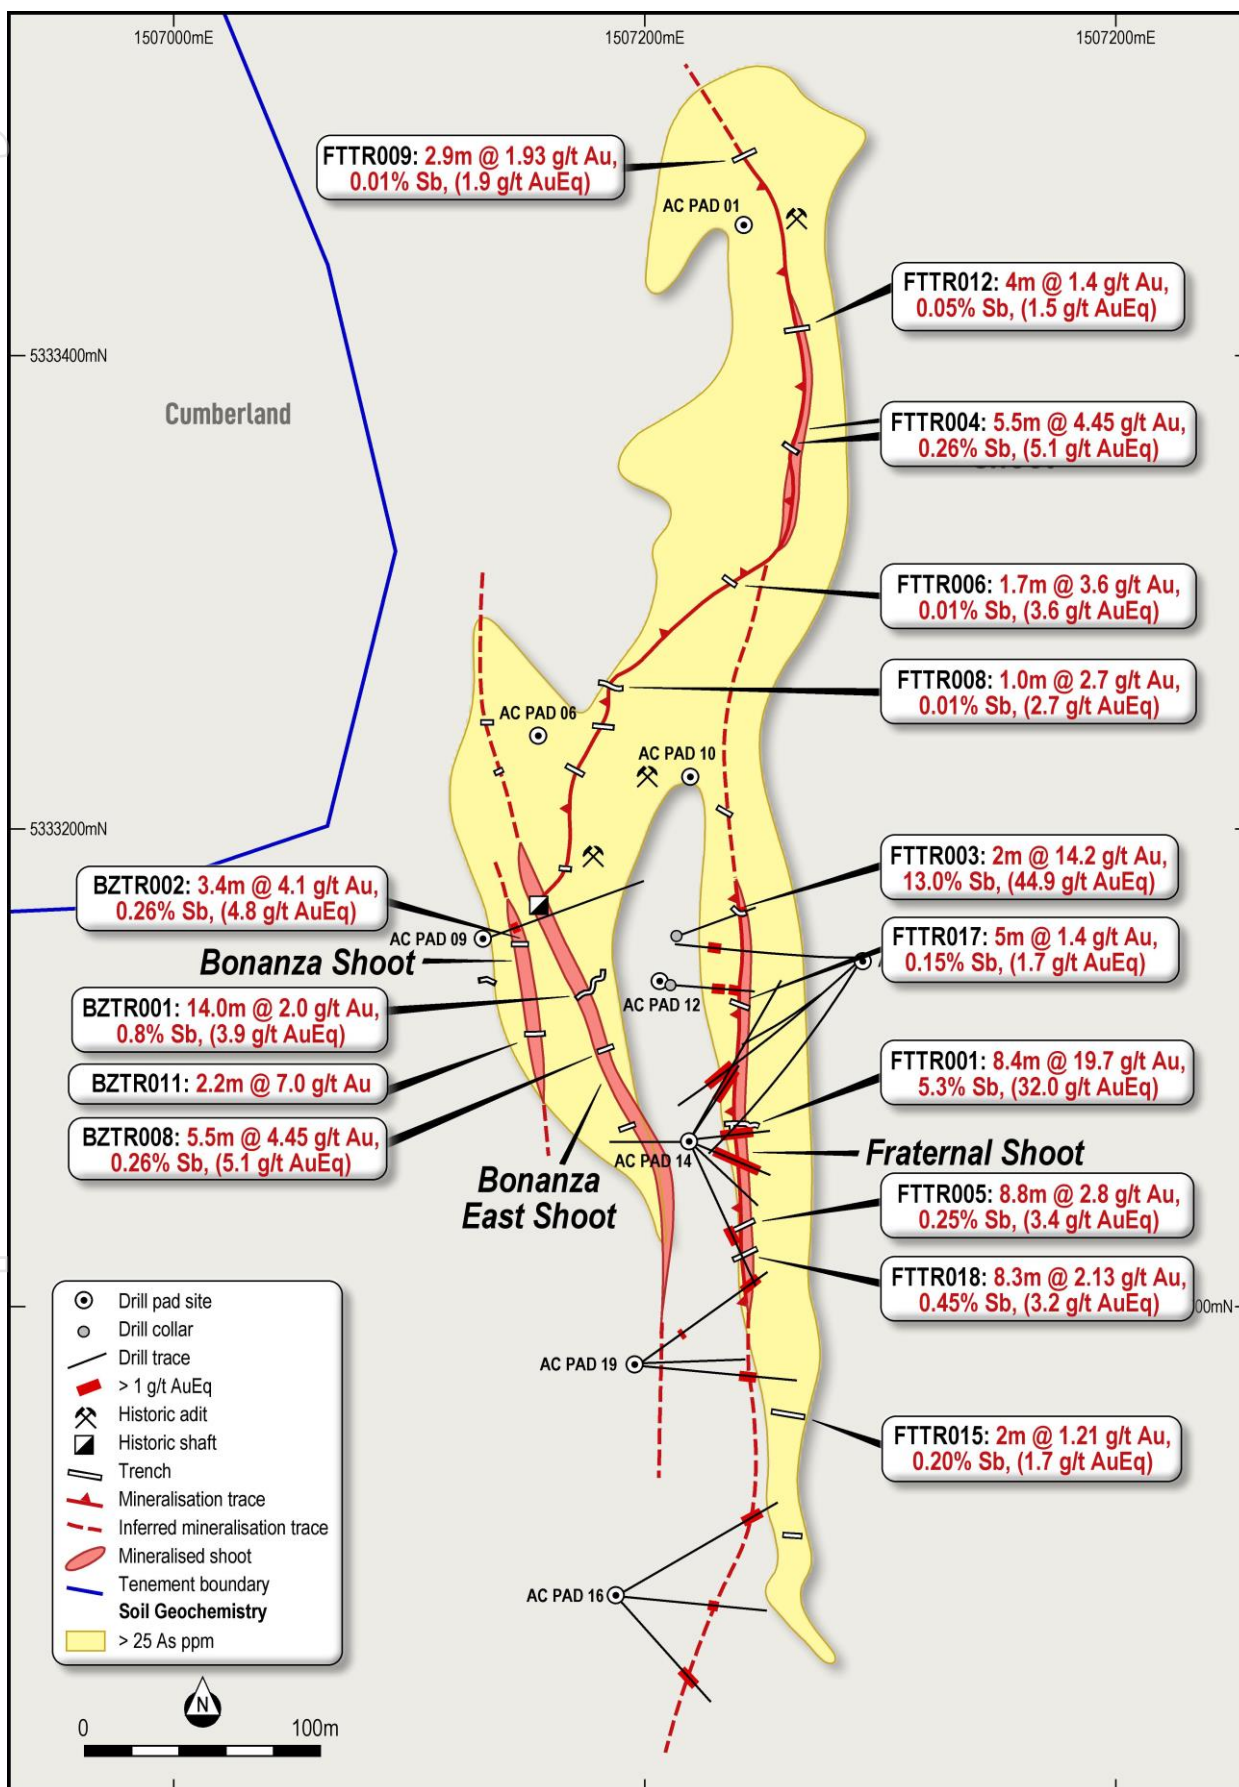 1507000mE
1507200mE
1507200mE
FTTR009: 2.9m @ 1.93 g/t Au,
0.01% Sb, (1.9 g/t AuEq)
AC PAD 01
FTTR012: 4m @ 1.4 g/t Au,
0.05% Sb, (1.5 g/t AuEq)
5333400mN
Cumberland
FTTR004: 5.5m @ 4.45 g/t Au,
0.26% Sb, (5.1 g/t AuEq)
FTTR006: 1.7m @ 3.6 g/t Au,
0.01% Sb, (3.6 g/t AuEq)
FTTR008: 1.0m @ 2.7 g/t Au,
0.01% Sb, (2.7 g/t AuEq)
AC PAD 06
AC PAD 10
5333200mN
BZTR002: 3.4m @ 4.1 g/t Au,
0.26% Sb, (4.8 g/t AuEq)
FTTR003: 2m @ 14.2 g/t Au,
13.0% Sb, (44.9 g/t AuEq)
AC PAD 09
Bonanza Shoot
FTTR017: 5m @ 1.4 g/t Au,
0.15% Sb, (1.7 g/t AuEq)
BZTR001: 14.0m @ 2.0 g/t Au,
0.8% Sb, (3.9 g/t AuEq)
AC PAD 12
BZTR011: 2.2m @ 7.0 g/t Au
FTTR001: 8.4m @ 19.7 g/t Au,
5.3% Sb, (32.0 g/t AuEq)
BZTR008: 5.5m @ 4.45 g/t Au,
0.26% Sb, (5.1 g/t AuEq)
AC PAD 14
Fraternal Shoot
Bonanza
East Shoot
FTTR005: 8.8m @ 2.8 g/t Au,
0.25% Sb, (3.4 g/t AuEq)
FTTR018: 8.3m @ 2.13 g/t Au,
0.45% Sb, (3.2 g/t AuEq)
00mN
AC PAD 19
FTTR015: 2m @ 1.21 g/t Au,
0.20% Sb, (1.7 g/t AuEq)
AC PAD 16
Drill pad site
Drill collar
Drill trace
> 1 g/t AuEq
Historic adit
Historic shaft
Trench
Mineralisation trace
Inferred mineralisation trace
Mineralised shoot
Tenement boundary
Soil Geochemistry
> 25 As ppm
N
0
100m